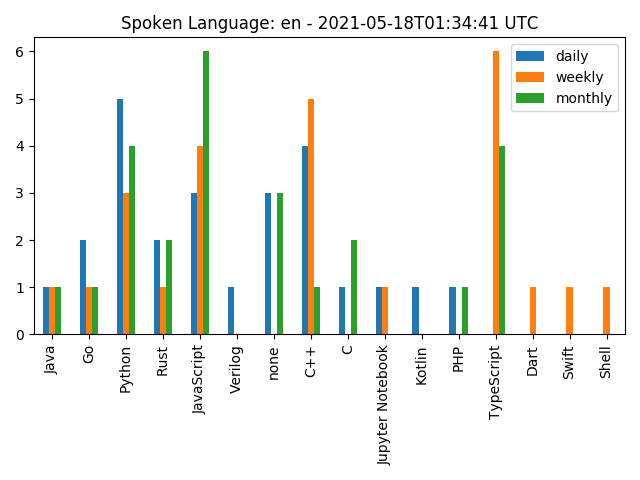 Spoken Language: en - 2021-05-18T01:34:41 UTC
daily
weekly
monthly
6
5
4
3
2
1
0
Java
Go
Python
Rust
JavaScript
Verilog
none
C++
C
Jupyter Notebook
Kotlin
PHP
TypeScript
Dart
Swift
Shell